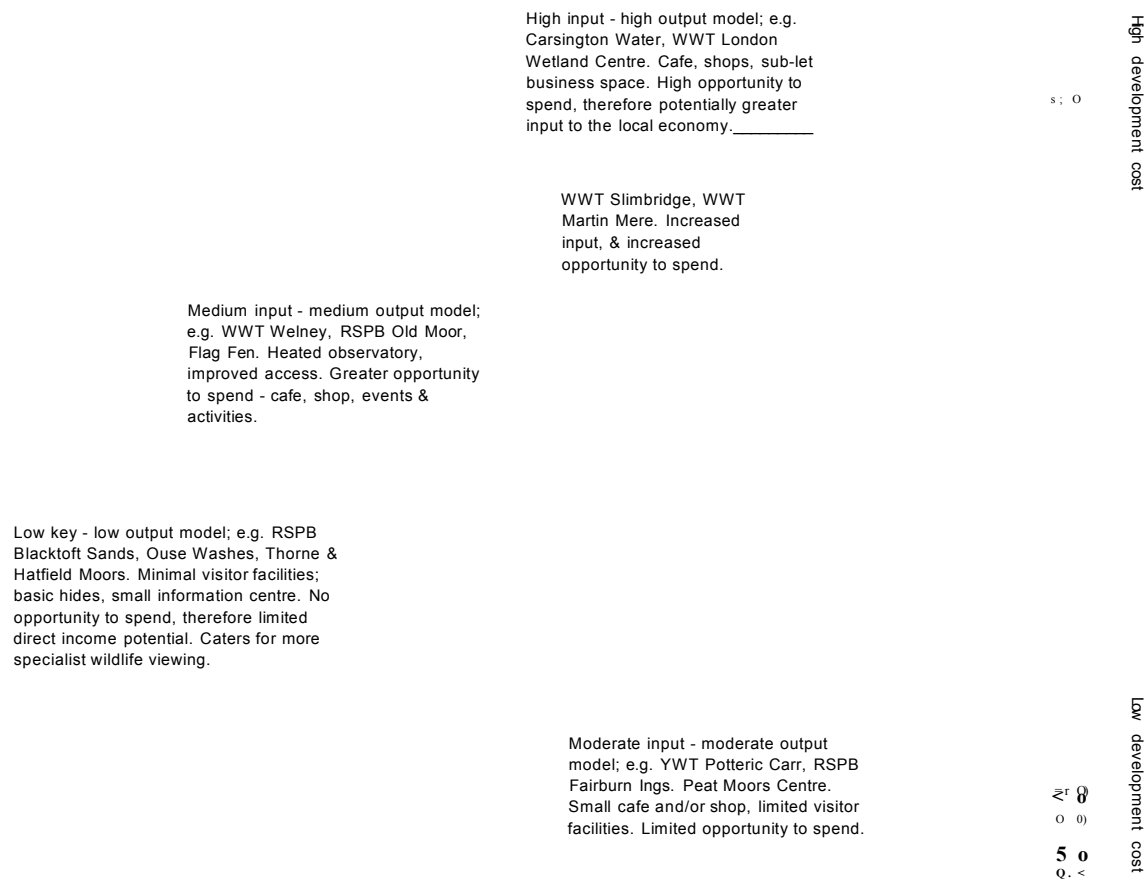 High input - high output model; e.g.
Carsington Water, WWT London
Wetland Centre. Cafe, shops, sub-let
business space. High opportunity to
spend, therefore potentially greater
input to the local economy.
High development cost
s; O
WWT Slimbridge, WWT
Martin Mere. Increased
input, & increased
opportunity to spend.
Medium input - medium output model;
e.g. WWT Welney, RSPB Old Moor,
Flag Fen. Heated observatory,
improved access. Greater opportunity
to spend - cafe, shop, events &
activities.
Low key - low output model; e.g. RSPB
Blacktoft Sands, Ouse Washes, Thorne &
Hatfield Moors. Minimal visitor facilities;
basic hides, small information centre. No
opportunity to spend, therefore limited
direct income potential. Caters for more
specialist wildlife viewing.
Moderate input - moderate output
model; e.g. YWT Potteric Carr, RSPB
Fairburn Ings. Peat Moors Centre.
Small cafe and/or shop, limited visitor
facilities. Limited opportunity to spend.
Low development cost
O 0)
5 o
Q. <